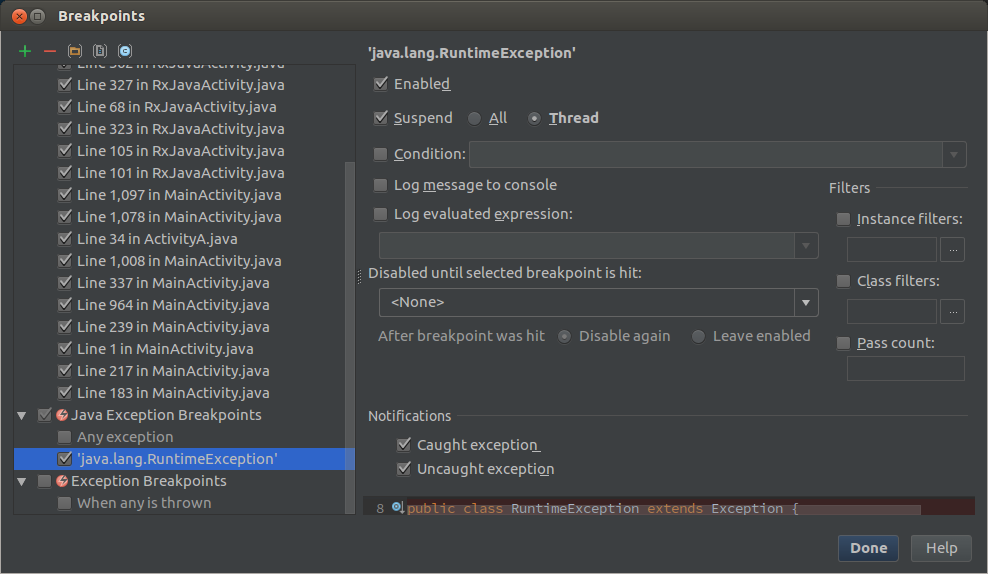 Breakpoints
Line 327 in RxJavaActivity.java
Line 68 in RxJavaActivity.java
Line 323 in RxJavaActivity.java
Line 105 in RxJavaActivity.java
Line 101 in RxJavaActivity.java
Line 1,097 in MainActivity.java
Line 1,078 in MainActivity.java
Line 34 in ActivityA.java
Line 1,008 in MainActivity.java
Line 337 in MainActivity.java
Line 964 in MainActivity.java
Line 239 in MainActivity.java
Line 1 in MainActivity.java
Line 217 in MainActivity.java
Line 183 in MainActivity.java
Java Exception Breakpoints
Any exception
'java.lang.RuntimeException'
Exception Breakpoints
When any is thrown
'java.lang.RuntimeException'
Enabled
Suspend All Thread
Condition:
Log message to console
Log evaluated expression:
Disabled until selected breakpoint is hit:
<None>
After breakpoint was hit Disable again Leave enabled
Filters
Instance filters:
...
Class filters:
...
Pass count:
Notifications
Caught exception
Uncaught exception
8 public class RuntimeException extends Exception {
Done Help